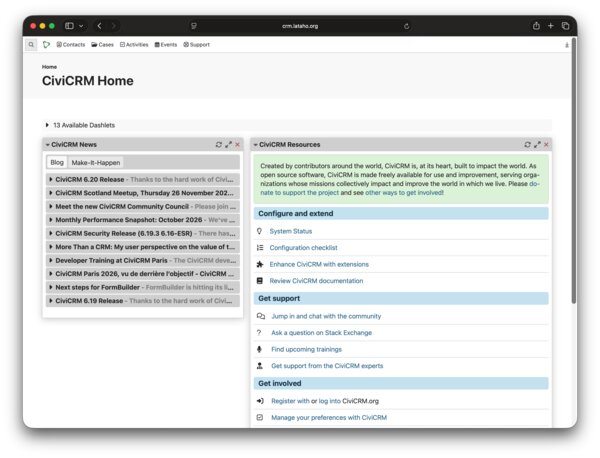 crm.lataho.org
Contacts Cases Activities Events Support
Home
CiviCRM Home
13 Available Dashlets
CiviCRM News
Blog Make-it-Happen
CiviCRM 6.20 Release - Thanks to the hard work of Civi...
CiviCRM Scotland Meetup, Thursday 26 November 202...
Meet the new CiviCRM Community Council - Please join ...
Monthly Performance Snapshot: October 2026 - We've ...
CiviCRM Security Release (6.19.3 6.16-ESR) - There has...
More Than a CRM: My user perspective on the value of t...
Developer Training at CiviCRM Paris - The CiviCRM deve...
CiviCRM Paris 2026, vu de derrière l'objectif - CiviCRM ...
Next steps for FormBuilder - FormBuilder is hitting its li...
CiviCRM 6.19 Release - Thanks to the hard work of Civi...
CiviCRM Resources
Created by contributors around the world, CiviCRM is, at its heart, built to impact the world. As
open source software, CiviCRM is made freely available for use and improvement, serving orga-
nizations whose missions collectively impact and improve the world in which we live. Please do-
nate to support the project and see other ways to get involved!
Configure and extend
System Status
Configuration checklist
Enhance CiviCRM with extensions
Review CiviCRM documentation
Get support
Jump in and chat with the community
Ask a question on Stack Exchange
Find upcoming trainings
Get support from the CiviCRM experts
Get involved
Register with or log into CiviCRM.org
Manage your preferences with CiviCRM